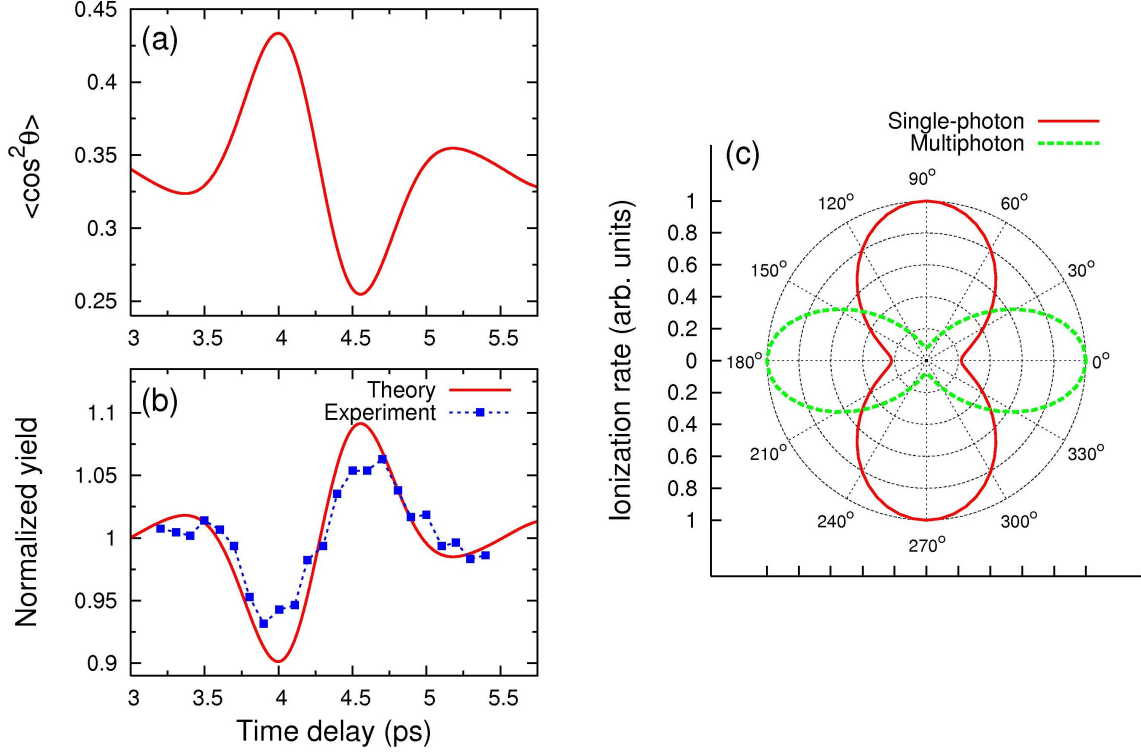 (a)
<cos²θ>
0.45
0.4
0.35
0.3
0.25
3 3.5 4 4.5 5 5.5
(b)
Theory
Experiment
Normalized yield
1.1
1.05
1
0.95
0.9
3 3.5 4 4.5 5 5.5
Time delay (ps)
(c)
Single-photon
Multiphoton
Ionization rate (arb. units)
1
0.8
0.6
0.4
0.2
0
0.2
0.4
0.6
0.8
1
90°
120° 60°
150° 30°
180° 0°
210° 330°
240° 300°
270°